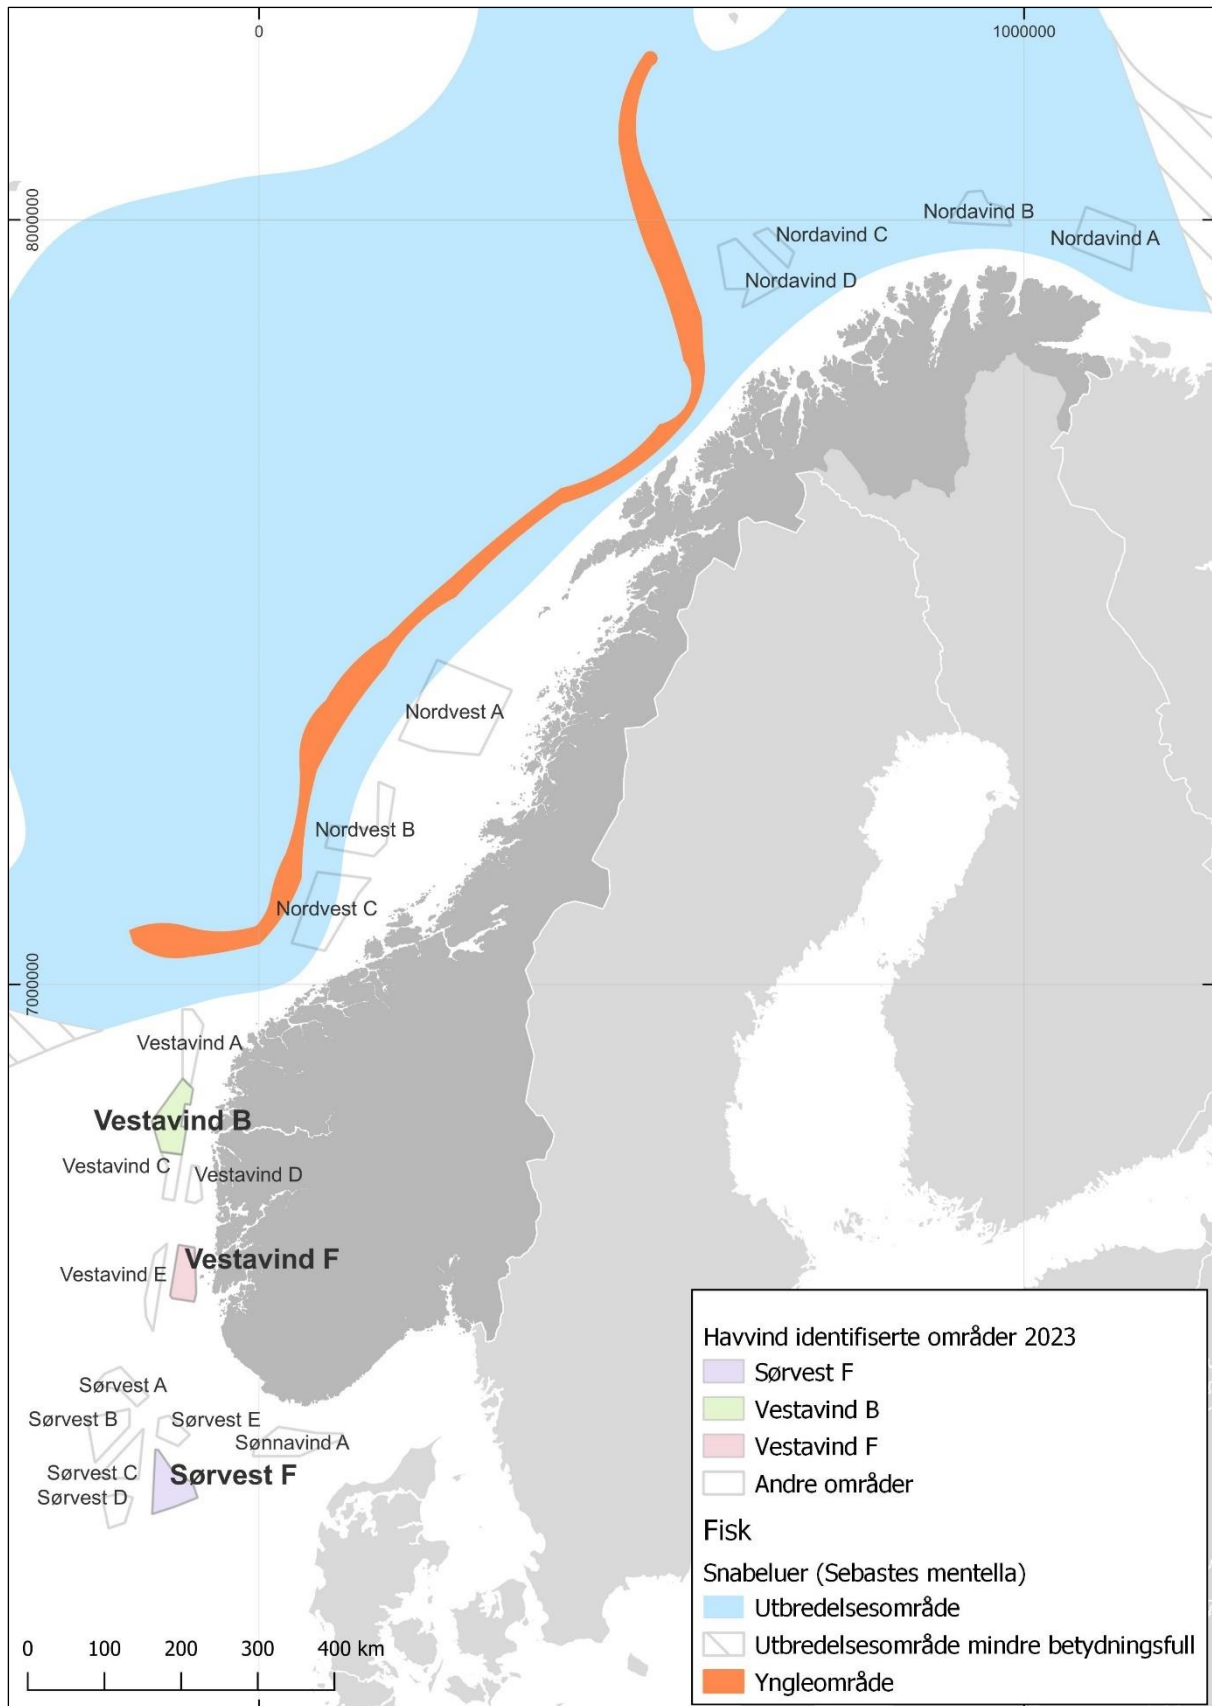 0
1000000
8000000
Nordavind B
Nordavind C
Nordavind A
Nordavind D
Nordvest A
Nordvest B
Nordvest C
7000000
Vestavind A
Vestavind B
Vestavind C
Vestavind D
Vestavind F
Vestavind E
Sørvest A
Sørvest B
Sørvest E
Sønnavind A
Sørvest C
Sørvest F
Sørvest D
Havvind identifiserte områder 2023
Sørvest F
Vestavind B
Vestavind F
Andre områder
Fisk
Snabeluer (Sebastes mentella)
Utbredelsesområde
Utbredelsesområde mindre betydningsfull
Yngleområde
0 100 200 300 400 km